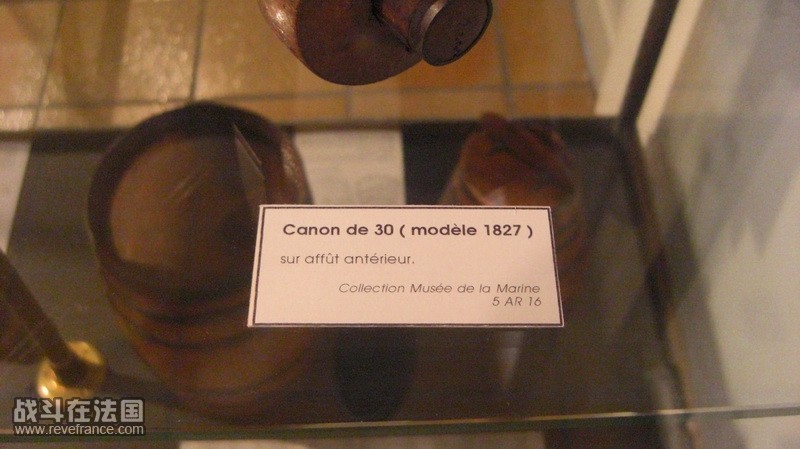 Canon de 30 ( modèle 1827 )
sur affût antérieur.
Collection Musée de la Marine
5 AR 16
战斗在法国
www.revefrance.com